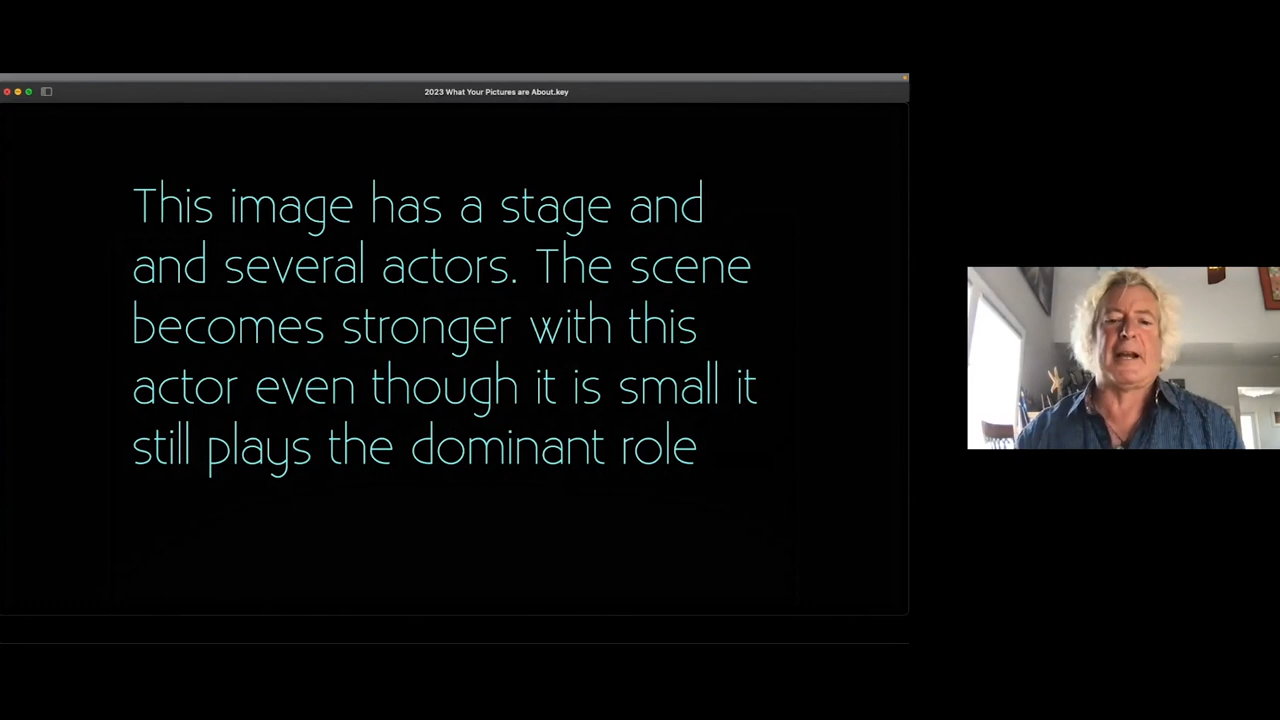 2023 What Your Pictures are About.key
This image has a stage and
and several actors. The scene
becomes stronger with this
actor even though it is small it
still plays the dominant role